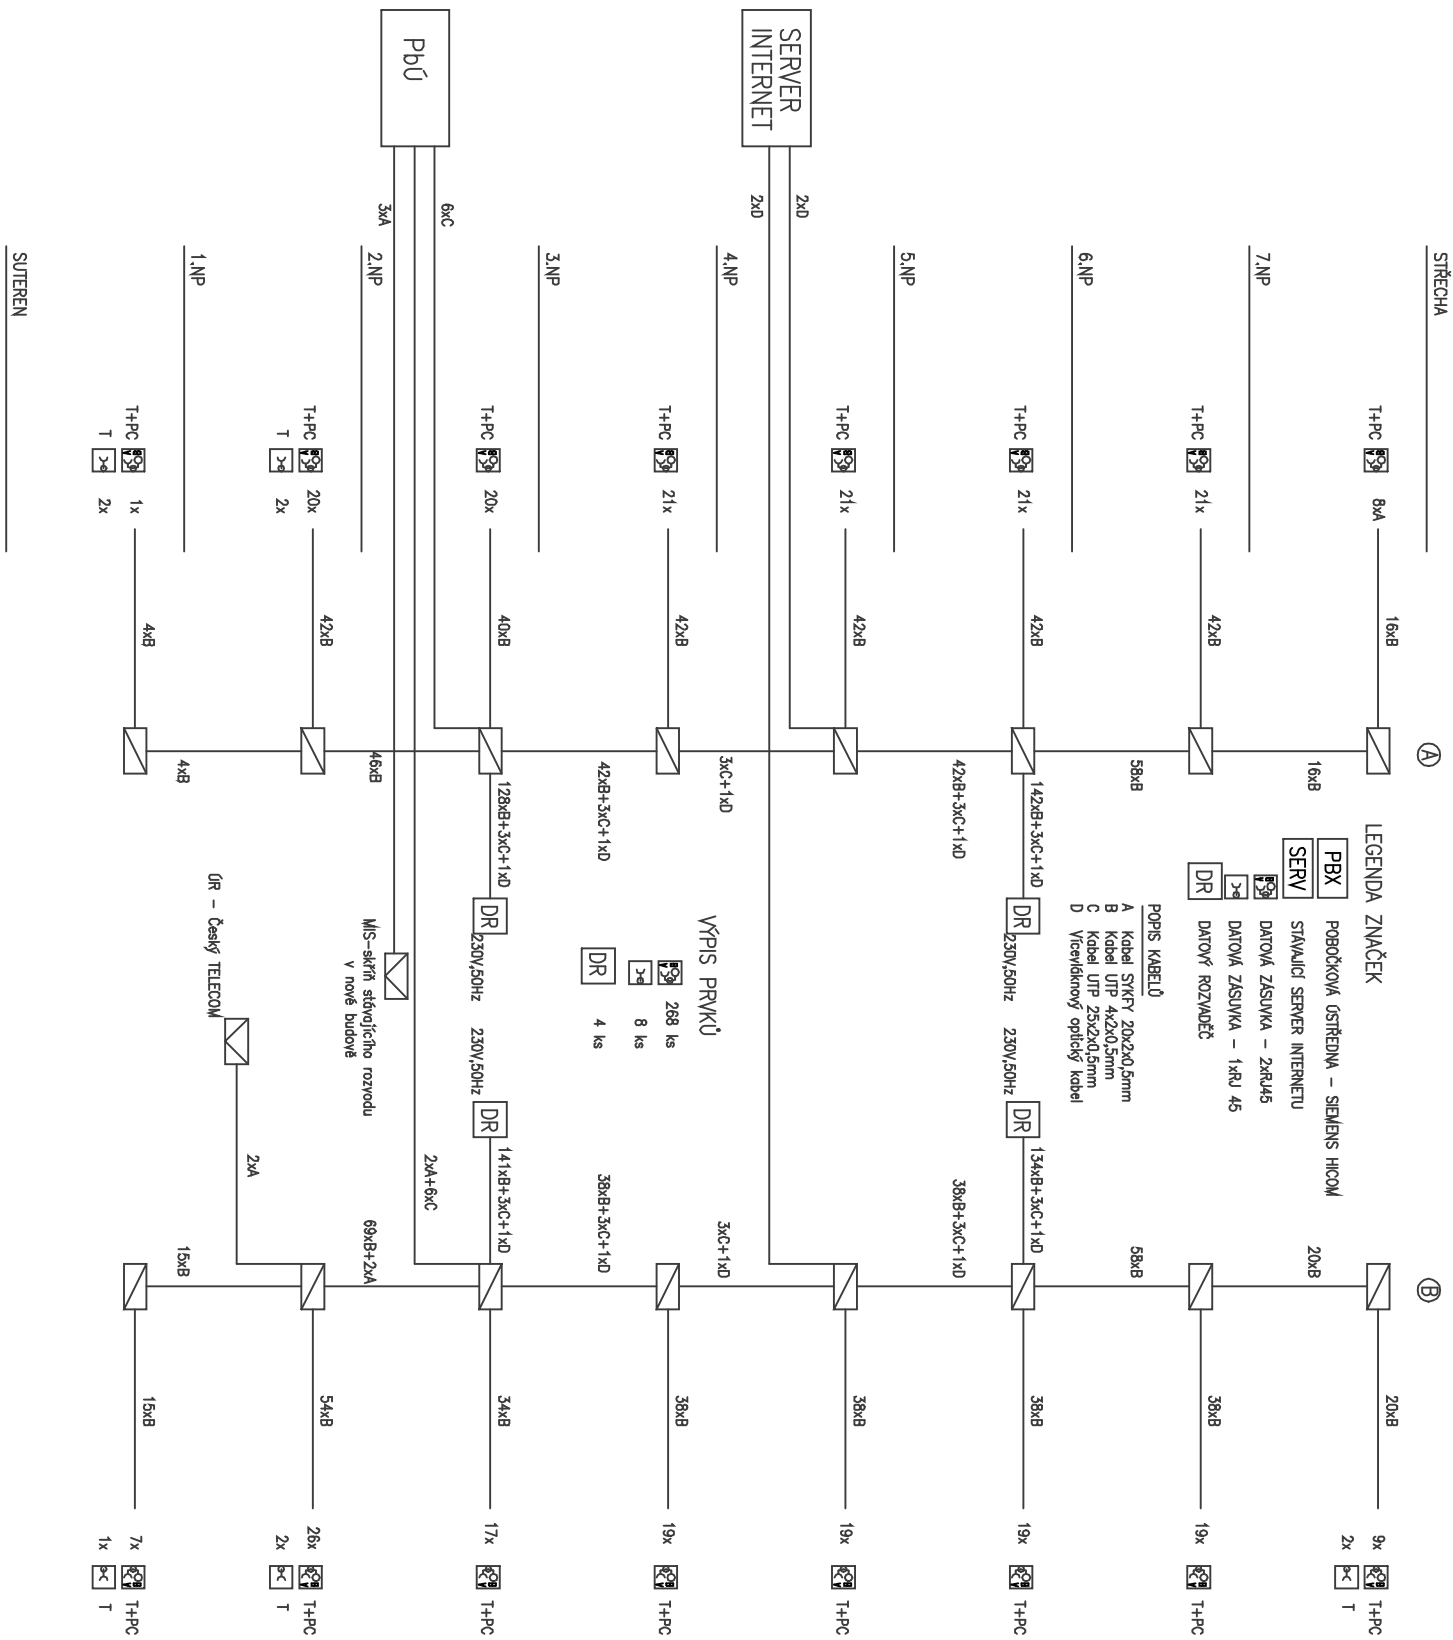 STŘECHA
7.NP
6.NP
5.NP
4.NP
3.NP
2.NP
1.NP
SUTEREN
SERVER
INTERNET
2xD
2xD
PbÚ
6xC
3xA
T+PC 8xA
T+PC 21x
T+PC 21x
T+PC 21x
T+PC 21x
T+PC 20x
T+PC 20x
T 2x
T+PC 1x
T 2x
16xB
42xB
42xB
42xB
42xB
40xB
42xB
4xB
A
16xB
58xB
42xB+3xC+1xD
142xB+3xC+1xD
3xC+1xD
42xB+3xC+1xD
128xB+3xC+1xD
46xB
4xB
DR
230V,50Hz
DR
230V,50Hz
LEGENDA ZNAČEK
PBX POBOČKOVÁ ÚSTŘEDNA – SIEMENS HICOM
SERV STÁVAJÍCÍ SERVER INTERNETU
DATOVÁ ZÁSUVKA – 2xRJ45
DATOVÁ ZÁSUVKA – 1xRJ 45
DR DATOVÝ ROZVADĚČ
POPIS KABELŮ
A Kabel SYKFY 20x2x0,5mm
B Kabel UTP 4x2x0,5mm
C Kabel UTP 25x2x0,5mm
D Vícevláknový optický kabel
VÝPIS PRVKŮ
268 ks
8 ks
DR 4 ks
MIS-skříň stávajícího rozvodu
v nové budově
ÚR – Český TELECOM
230V,50Hz
DR
230V,50Hz
DR
134xB+3xC+1xD
141xB+3xC+1xD
2xA+6xC
2xA
B
20xB
58xB
38xB+3xC+1xD
3xC+1xD
38xB+3xC+1xD
69xB+2xA
15xB
20xB
38xB
38xB
38xB
38xB
34xB
54xB
15xB
9x T+PC
2x T
19x T+PC
19x T+PC
19x T+PC
19x T+PC
17x T+PC
26x T+PC
2x T
7x T+PC
1x T